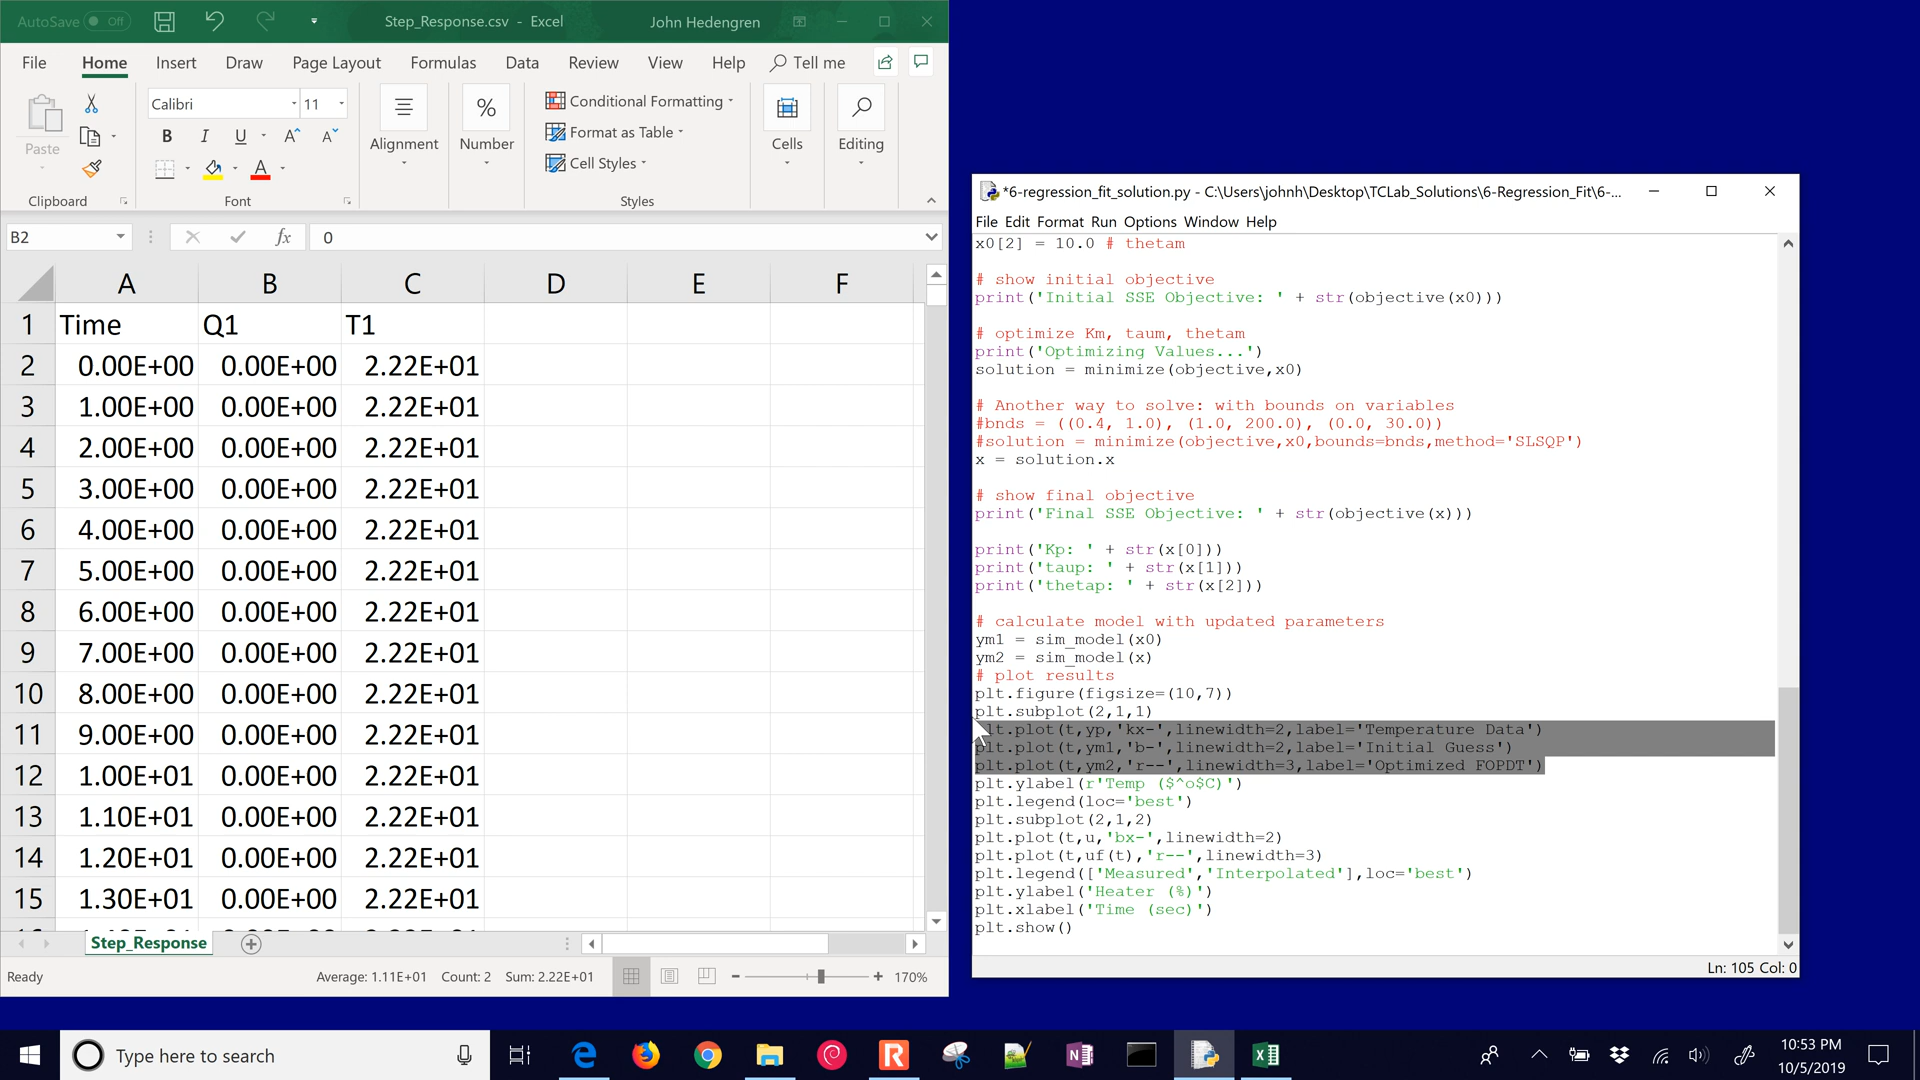 AutoSave Off
Step_Response.csv - Excel
John Hedengren
File Home Insert Draw Page Layout Formulas Data Review View Help Tell me
Calibri 11
Paste
B I U A A
A
Alignment
%
Number
Conditional Formatting
Format as Table
Cell Styles
Cells
Editing
Clipboard
Font
Styles
B2 fx 0
A B C D E F
1 Time Q1 T1
2 0.00E+00 0.00E+00 2.22E+01
3 1.00E+00 0.00E+00 2.22E+01
4 2.00E+00 0.00E+00 2.22E+01
5 3.00E+00 0.00E+00 2.22E+01
6 4.00E+00 0.00E+00 2.22E+01
7 5.00E+00 0.00E+00 2.22E+01
8 6.00E+00 0.00E+00 2.22E+01
9 7.00E+00 0.00E+00 2.22E+01
10 8.00E+00 0.00E+00 2.22E+01
11 9.00E+00 0.00E+00 2.22E+01
12 1.00E+01 0.00E+00 2.22E+01
13 1.10E+01 0.00E+00 2.22E+01
14 1.20E+01 0.00E+00 2.22E+01
15 1.30E+01 0.00E+00 2.22E+01
Step_Response
Ready Average: 1.11E+01 Count: 2 Sum: 2.22E+01 170%
*6-regression_fit_solution.py - C:\Users\johnh\Desktop\TCLab_Solutions\6-Regression_Fit\6-...
File Edit Format Run Options Window Help
x0[2] = 10.0 # thetam
# show initial objective
print('Initial SSE Objective: ' + str(objective(x0)))
# optimize Km, taum, thetam
print('Optimizing Values...')
solution = minimize(objective,x0)
# Another way to solve: with bounds on variables
#bnds = ((0.4, 1.0), (1.0, 200.0), (0.0, 30.0))
#solution = minimize(objective,x0,bounds=bnds,method='SLSQP')
x = solution.x
# show final objective
print('Final SSE Objective: ' + str(objective(x)))
print('Kp: ' + str(x[0]))
print('taup: ' + str(x[1]))
print('thetap: ' + str(x[2]))
# calculate model with updated parameters
ym1 = sim_model(x0)
ym2 = sim_model(x)
# plot results
plt.figure(figsize=(10,7))
plt.subplot(2,1,1)
plt.plot(t,yp,'kx-',linewidth=2,label='Temperature Data')
plt.plot(t,ym1,'b-',linewidth=2,label='Initial Guess')
plt.plot(t,ym2,'r--',linewidth=3,label='Optimized FOPDT')
plt.ylabel(r'Temp ($^o$C)')
plt.legend(loc='best')
plt.subplot(2,1,2)
plt.plot(t,u,'bx-',linewidth=2)
plt.plot(t,uf(t),'r--',linewidth=3)
plt.legend(['Measured','Interpolated'],loc='best')
plt.ylabel('Heater (%)')
plt.xlabel('Time (sec)')
plt.show()
Ln: 105 Col: 0
Type here to search
10:53 PM
10/5/2019